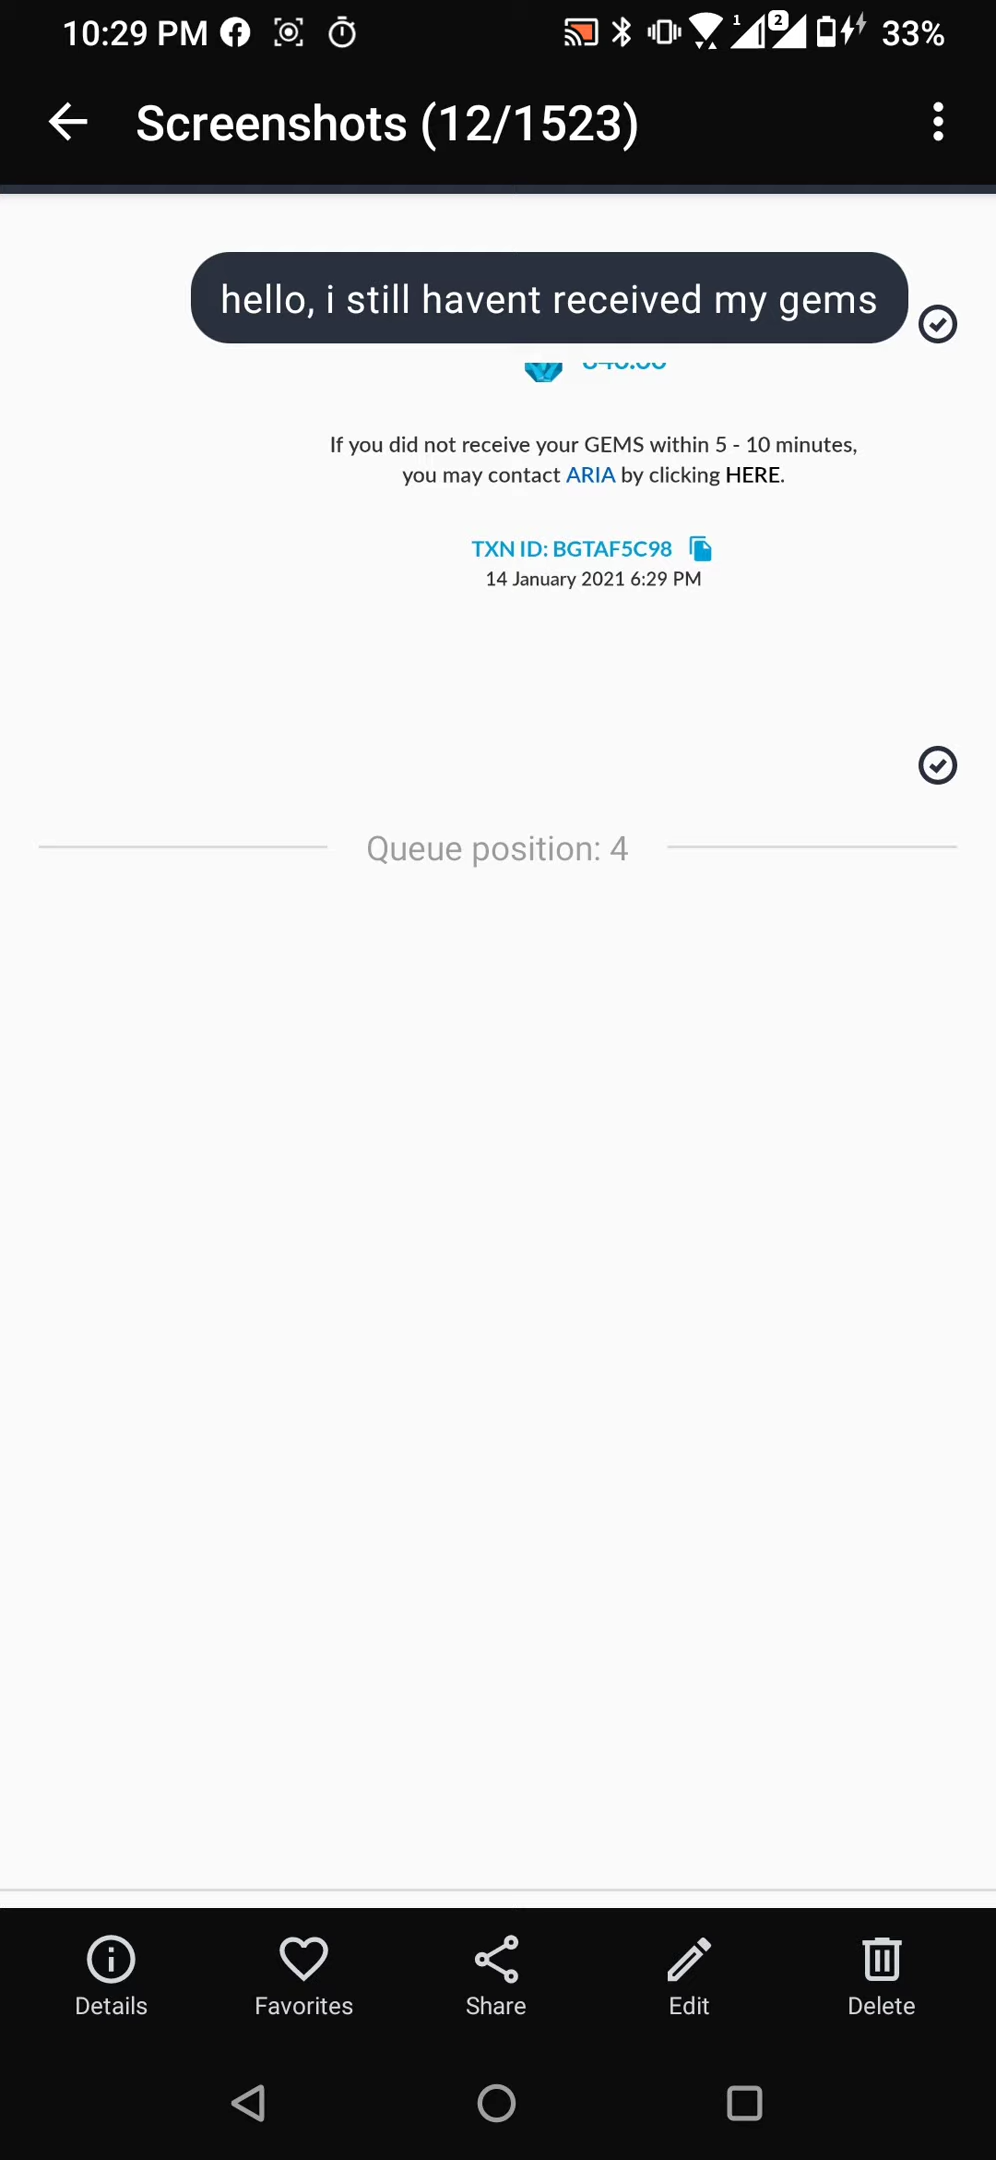 10:29 PM
1 2 33%
Screenshots (12/1523)
hello, i still havent received my gems
If you did not receive your GEMS within 5 - 10 minutes,
you may contact ARIA by clicking HERE.
TXN ID: BGTAF5C98
14 January 2021 6:29 PM
Queue position: 4
Details Favorites Share Edit Delete